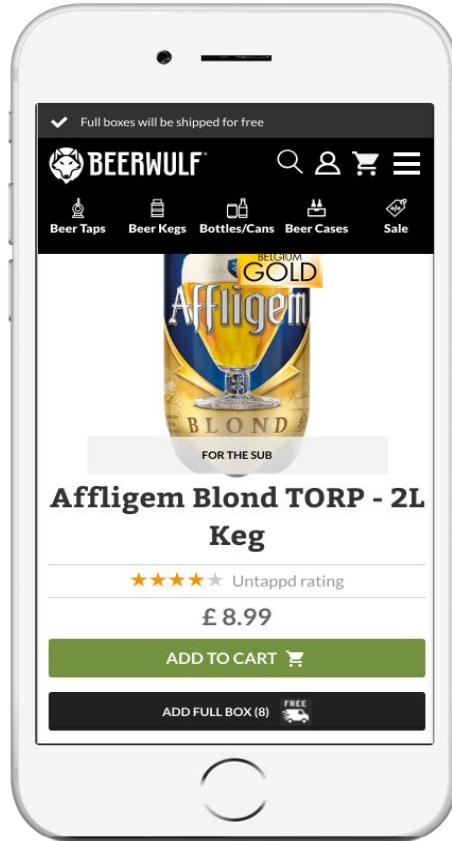 Full boxes will be shipped for free
BEERWULF
Beer Taps Beer Kegs Bottles/Cans Beer Cases Sale
BELGIUM
GOLD
Affligem
BLOND
FOR THE SUB
Affligem Blond TORP - 2L
Keg
Untappd rating
£ 8.99
ADD TO CART
FREE
ADD FULL BOX (8)